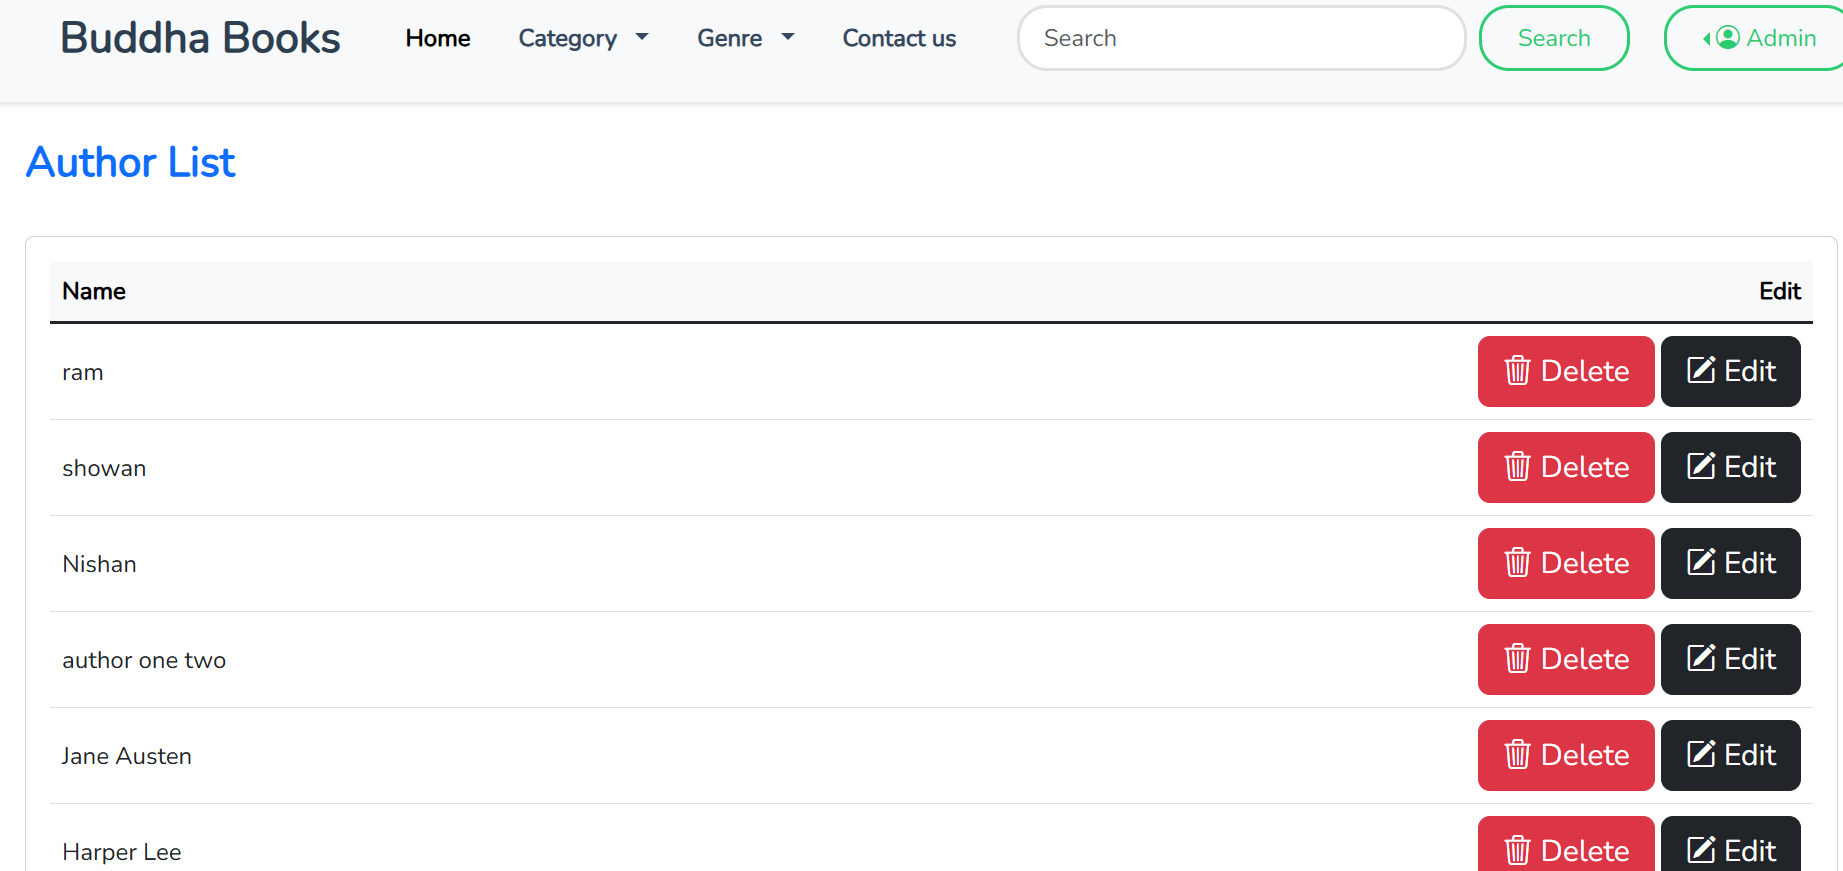 Buddha Books Home Category Genre Contact us Search Search Admin
Author List
Name Edit
ram Delete Edit
showan Delete Edit
Nishan Delete Edit
author one two Delete Edit
Jane Austen Delete Edit
Harper Lee Delete Edit